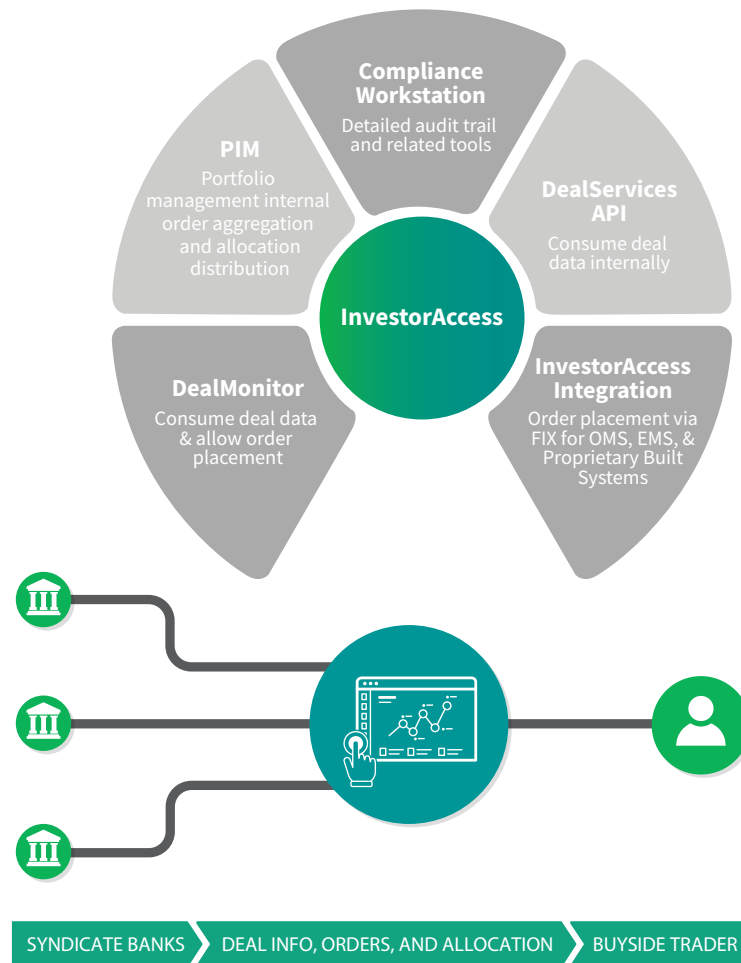 Compliance
Workstation
Detailed audit trail
and related tools
PIM
Portfolio
management internal
order aggregation
and allocation
distribution
DealServices
API
Consume deal
data internally
InvestorAccess
DealMonitor
Consume deal data
& allow order
placement
InvestorAccess
Integration
Order placement via
FIX for OMS, EMS, &
Proprietary Built
Systems
SYNDICATE BANKS
DEAL INFO, ORDERS, AND ALLOCATION
BUYSIDE TRADER